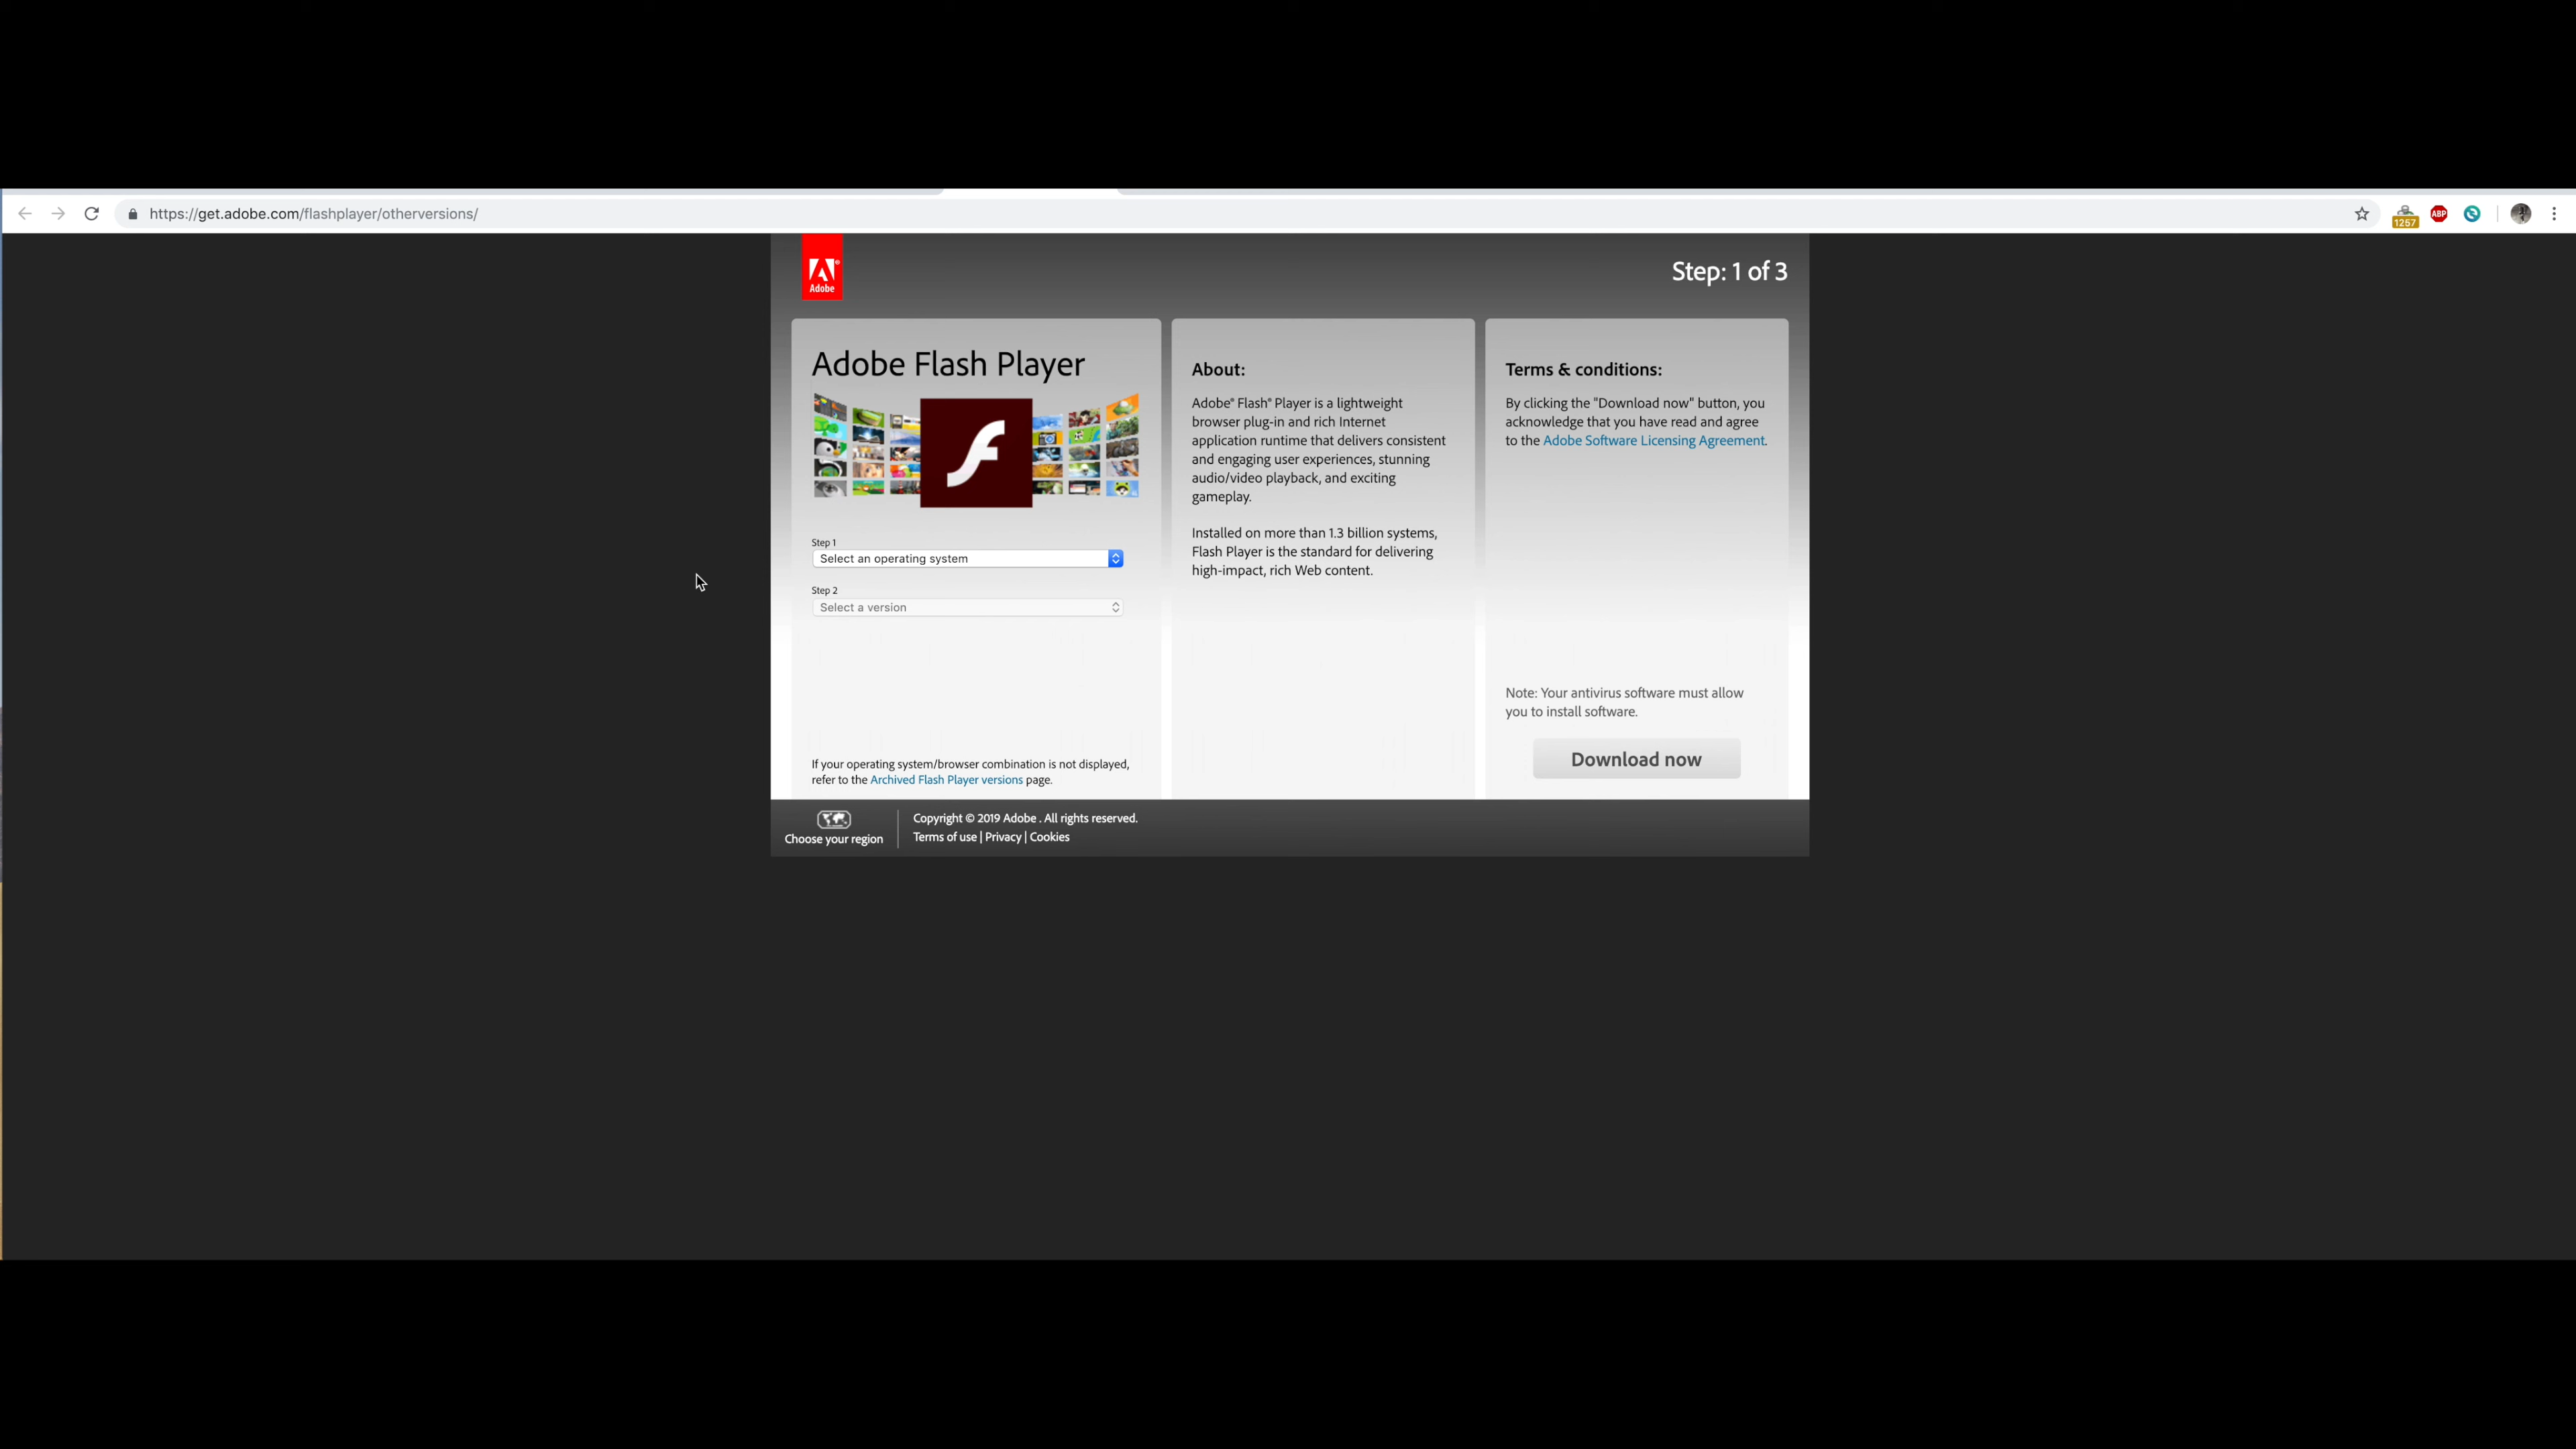 https://get.adobe.com/flashplayer/otherversions/
1257
ABP
Adobe
Step: 1 of 3
Adobe Flash Player
Step 1
Select an operating system
Step 2
Select a version
If your operating system/browser combination is not displayed,
refer to the Archived Flash Player versions page.
About:
Adobe® Flash® Player is a lightweight
browser plug-in and rich Internet
application runtime that delivers consistent
and engaging user experiences, stunning
audio/video playback, and exciting
gameplay.
Installed on more than 1.3 billion systems,
Flash Player is the standard for delivering
high-impact, rich Web content.
Terms & conditions:
By clicking the "Download now" button, you
acknowledge that you have read and agree
to the Adobe Software Licensing Agreement.
Note: Your antivirus software must allow
you to install software.
Download now
Choose your region
Copyright © 2019 Adobe . All rights reserved.
Terms of use | Privacy | Cookies